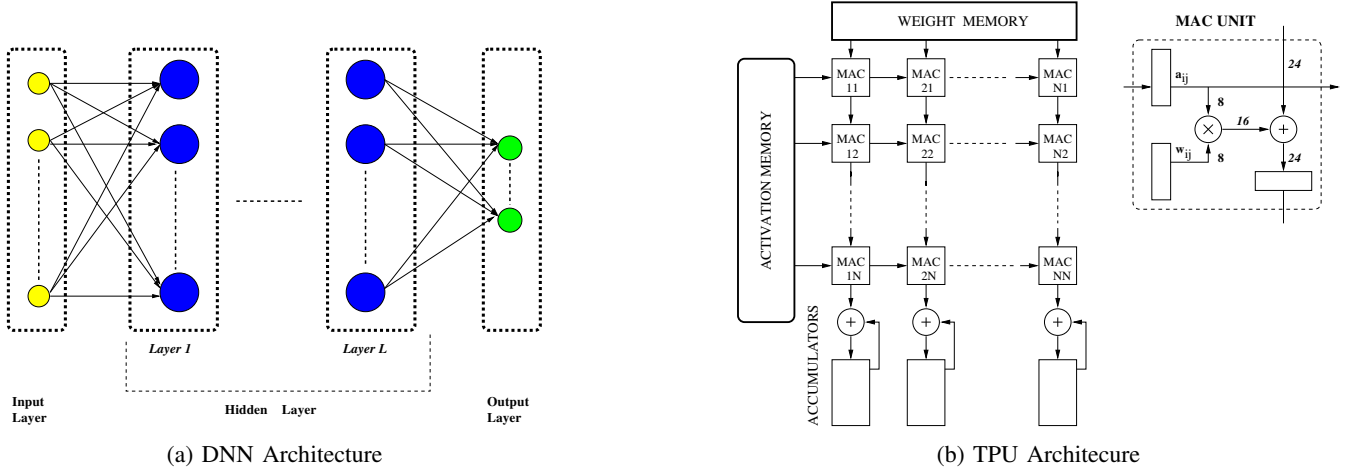 Layer 1
Layer L
Input
Layer
Hidden Layer
Output
Layer
(a) DNN Architecture
WEIGHT MEMORY
ACTIVATION MEMORY
MAC
11
MAC
21
MAC
N1
MAC
12
MAC
22
MAC
N2
MAC
1N
MAC
2N
MAC
NN
+
+
+
ACCUMULATORS
MAC UNIT
24
a_ij
8
16
×
+
w_ij
8
24
(b) TPU Architecure